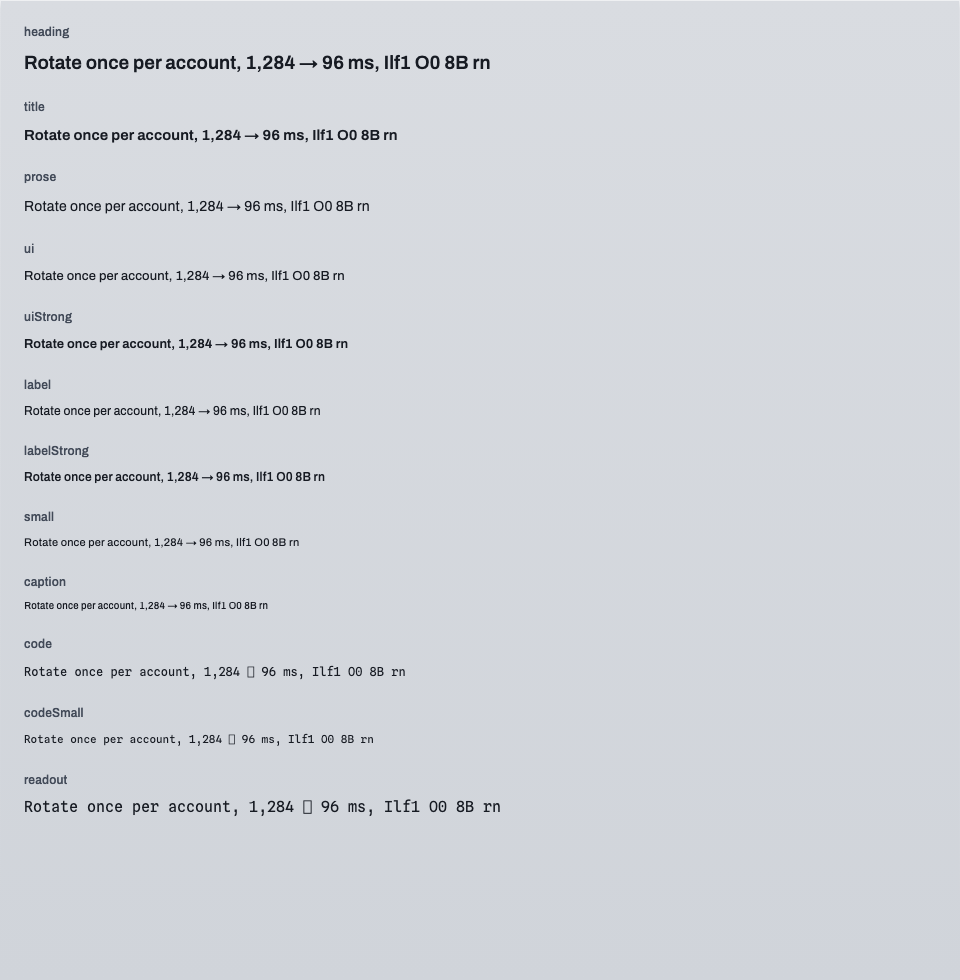 heading
Rotate once per account, 1,284 → 96 ms, Ilf1 O0 8B rn
title
Rotate once per account, 1,284 → 96 ms, Ilf1 O0 8B rn
prose
Rotate once per account, 1,284 → 96 ms, Ilf1 O0 8B rn
ui
Rotate once per account, 1,284 → 96 ms, Ilf1 O0 8B rn
uiStrong
Rotate once per account, 1,284 → 96 ms, Ilf1 O0 8B rn
label
Rotate once per account, 1,284 → 96 ms, Ilf1 O0 8B rn
labelStrong
Rotate once per account, 1,284 → 96 ms, Ilf1 O0 8B rn
small
Rotate once per account, 1,284 → 96 ms, Ilf1 O0 8B rn
caption
Rotate once per account, 1,284 → 96 ms, Ilf1 O0 8B rn
code
Rotate once per account, 1,284 ▯ 96 ms, Ilf1 O0 8B rn
codeSmall
Rotate once per account, 1,284 ▯ 96 ms, Ilf1 O0 8B rn
readout
Rotate once per account, 1,284 ▯ 96 ms, Ilf1 O0 8B rn